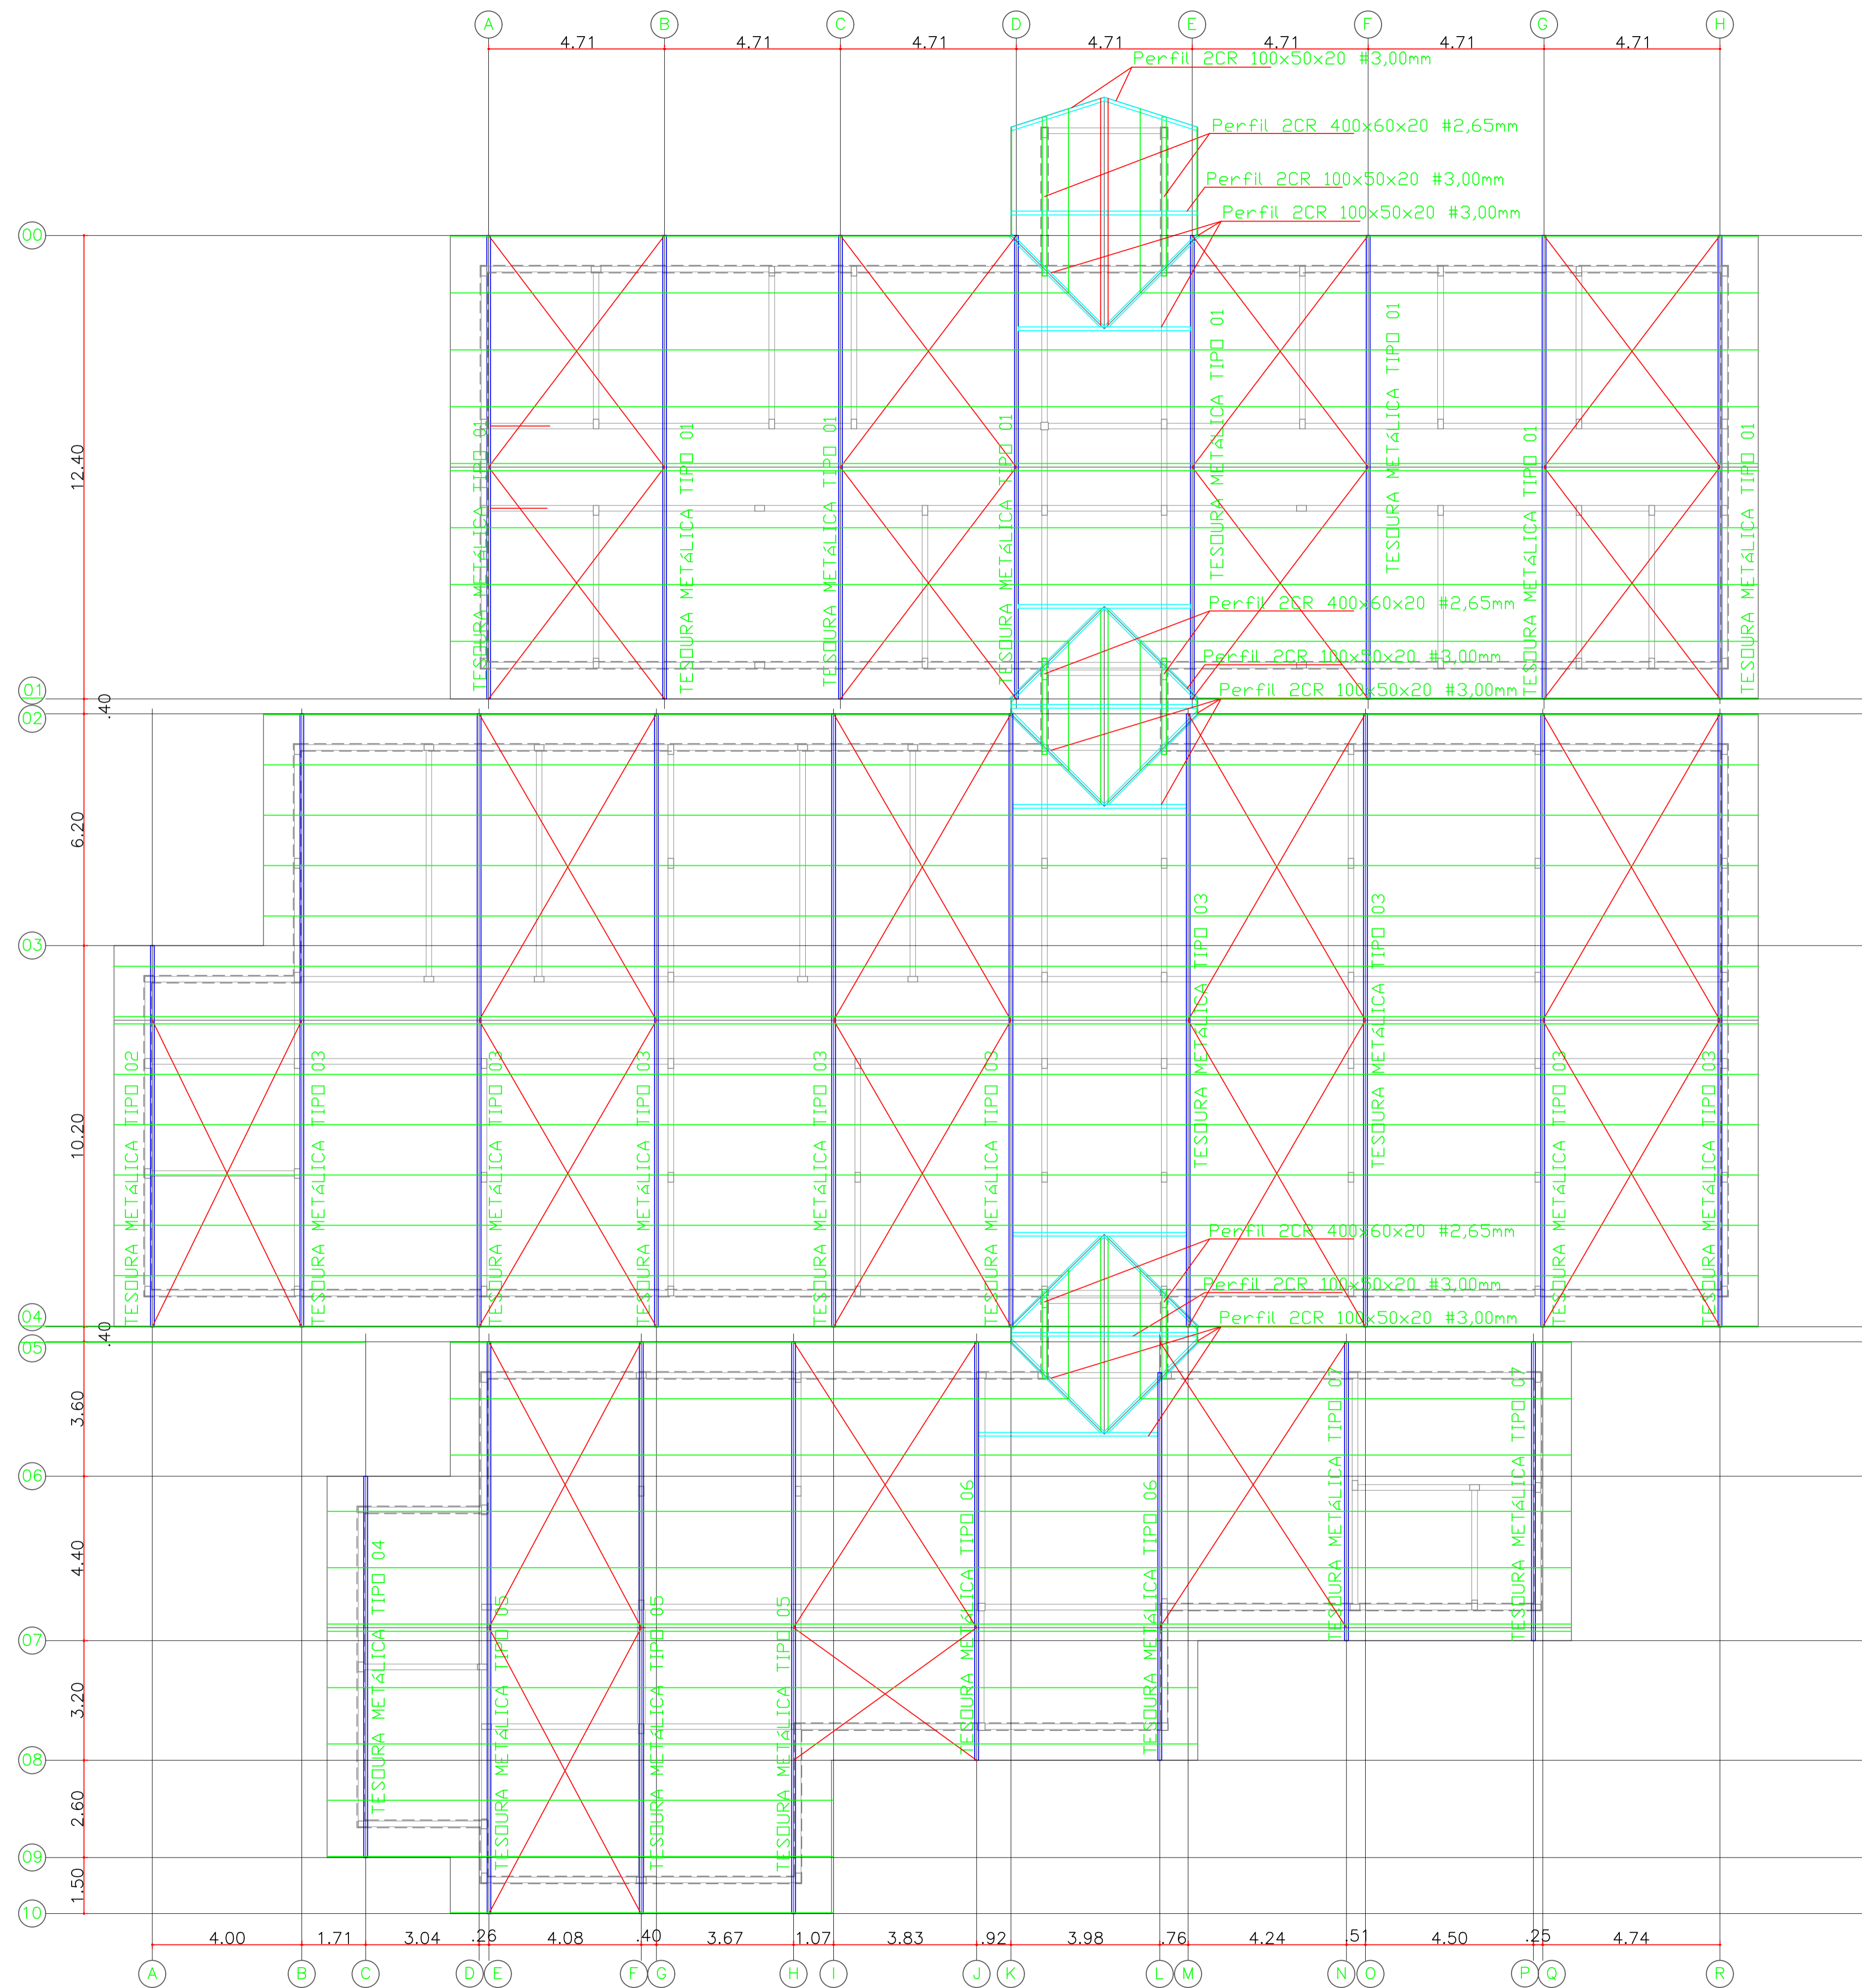 A B C D E F G H
4.71 4.71 4.71 4.71 4.71 4.71 4.71
Perfil 2CR 100x50x20 #3,00mm
Perfil 2CR 400x60x20 #2,65mm
Perfil 2CR 100x50x20 #3,00mm
Perfil 2CR 100x50x20 #3,00mm
00
12.40
TESOURA METÁLICA TIPO 01
TESOURA METÁLICA TIPO 01
TESOURA METÁLICA TIPO 01
TESOURA METÁLICA TIPO 01
TESOURA METÁLICA TIPO 01
TESOURA METÁLICA TIPO 01
TESOURA METÁLICA TIPO 01
TESOURA METÁLICA TIPO 01
Perfil 2CR 400x60x20 #2,65mm
Perfil 2CR 100x50x20 #3,00mm
Perfil 2CR 100x50x20 #3,00mm
01
.40
02
6.20
03
10.20
TESOURA METÁLICA TIPO 02
TESOURA METÁLICA TIPO 03
TESOURA METÁLICA TIPO 03
TESOURA METÁLICA TIPO 03
TESOURA METÁLICA TIPO 03
TESOURA METÁLICA TIPO 03
TESOURA METÁLICA TIPO 03
TESOURA METÁLICA TIPO 03
TESOURA METÁLICA TIPO 03
TESOURA METÁLICA TIPO 03
Perfil 2CR 400x60x20 #2,65mm
Perfil 2CR 100x50x20 #3,00mm
Perfil 2CR 100x50x20 #3,00mm
04
.40
05
3.60
06
4.40
07
3.20
08
2.60
09
1.50
10
TESOURA METÁLICA TIPO 04
TESOURA METÁLICA TIPO 05
TESOURA METÁLICA TIPO 05
TESOURA METÁLICA TIPO 05
TESOURA METÁLICA TIPO 06
TESOURA METÁLICA TIPO 06
TESOURA METÁLICA TIPO 07
TESOURA METÁLICA TIPO 07
4.00 1.71 3.04 .26 4.08 .40 3.67 1.07 3.83 .92 3.98 .76 4.24 .51 4.50 .25 4.74
A B C D E F G H I J K L M N O P Q R